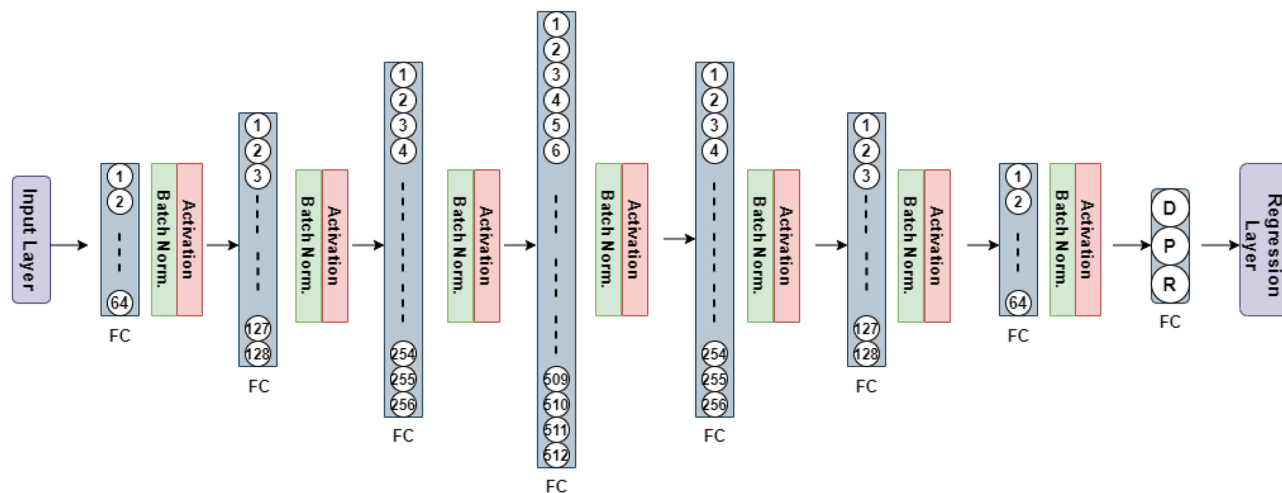 Input Layer
1
2
64
FC
Batch Norm.
Activation
1
2
3
127
128
FC
Batch Norm.
Activation
1
2
3
4
254
255
256
FC
Batch Norm.
Activation
1
2
3
4
5
6
509
510
511
512
FC
Batch Norm.
Activation
1
2
3
4
254
255
256
FC
Batch Norm.
Activation
1
2
3
127
128
FC
Batch Norm.
Activation
1
2
64
FC
Batch Norm.
Activation
D
P
R
FC
Regression
Layer